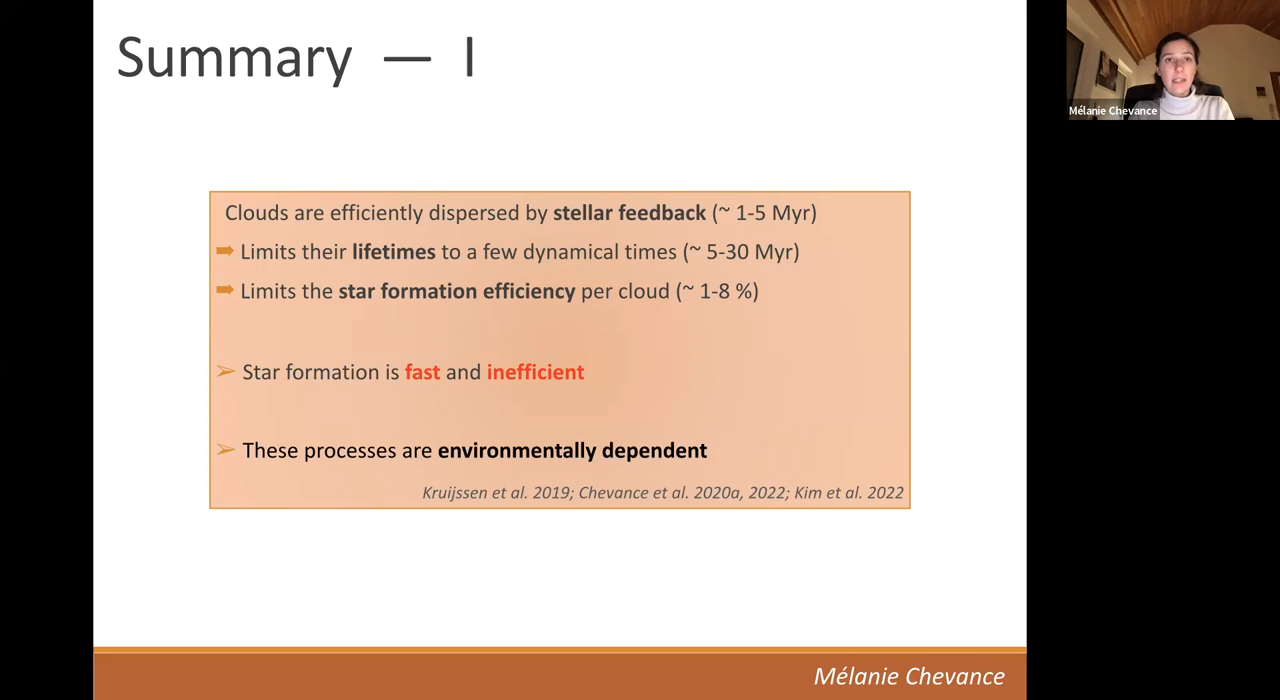 Summary — I
Mélanie Chevance
Clouds are efficiently dispersed by stellar feedback (~ 1-5 Myr)
➡ Limits their lifetimes to a few dynamical times (~ 5-30 Myr)
➡ Limits the star formation efficiency per cloud (~ 1-8 %)
➢ Star formation is fast and inefficient
➢ These processes are environmentally dependent
Kruijssen et al. 2019; Chevance et al. 2020a, 2022; Kim et al. 2022
Mélanie Chevance